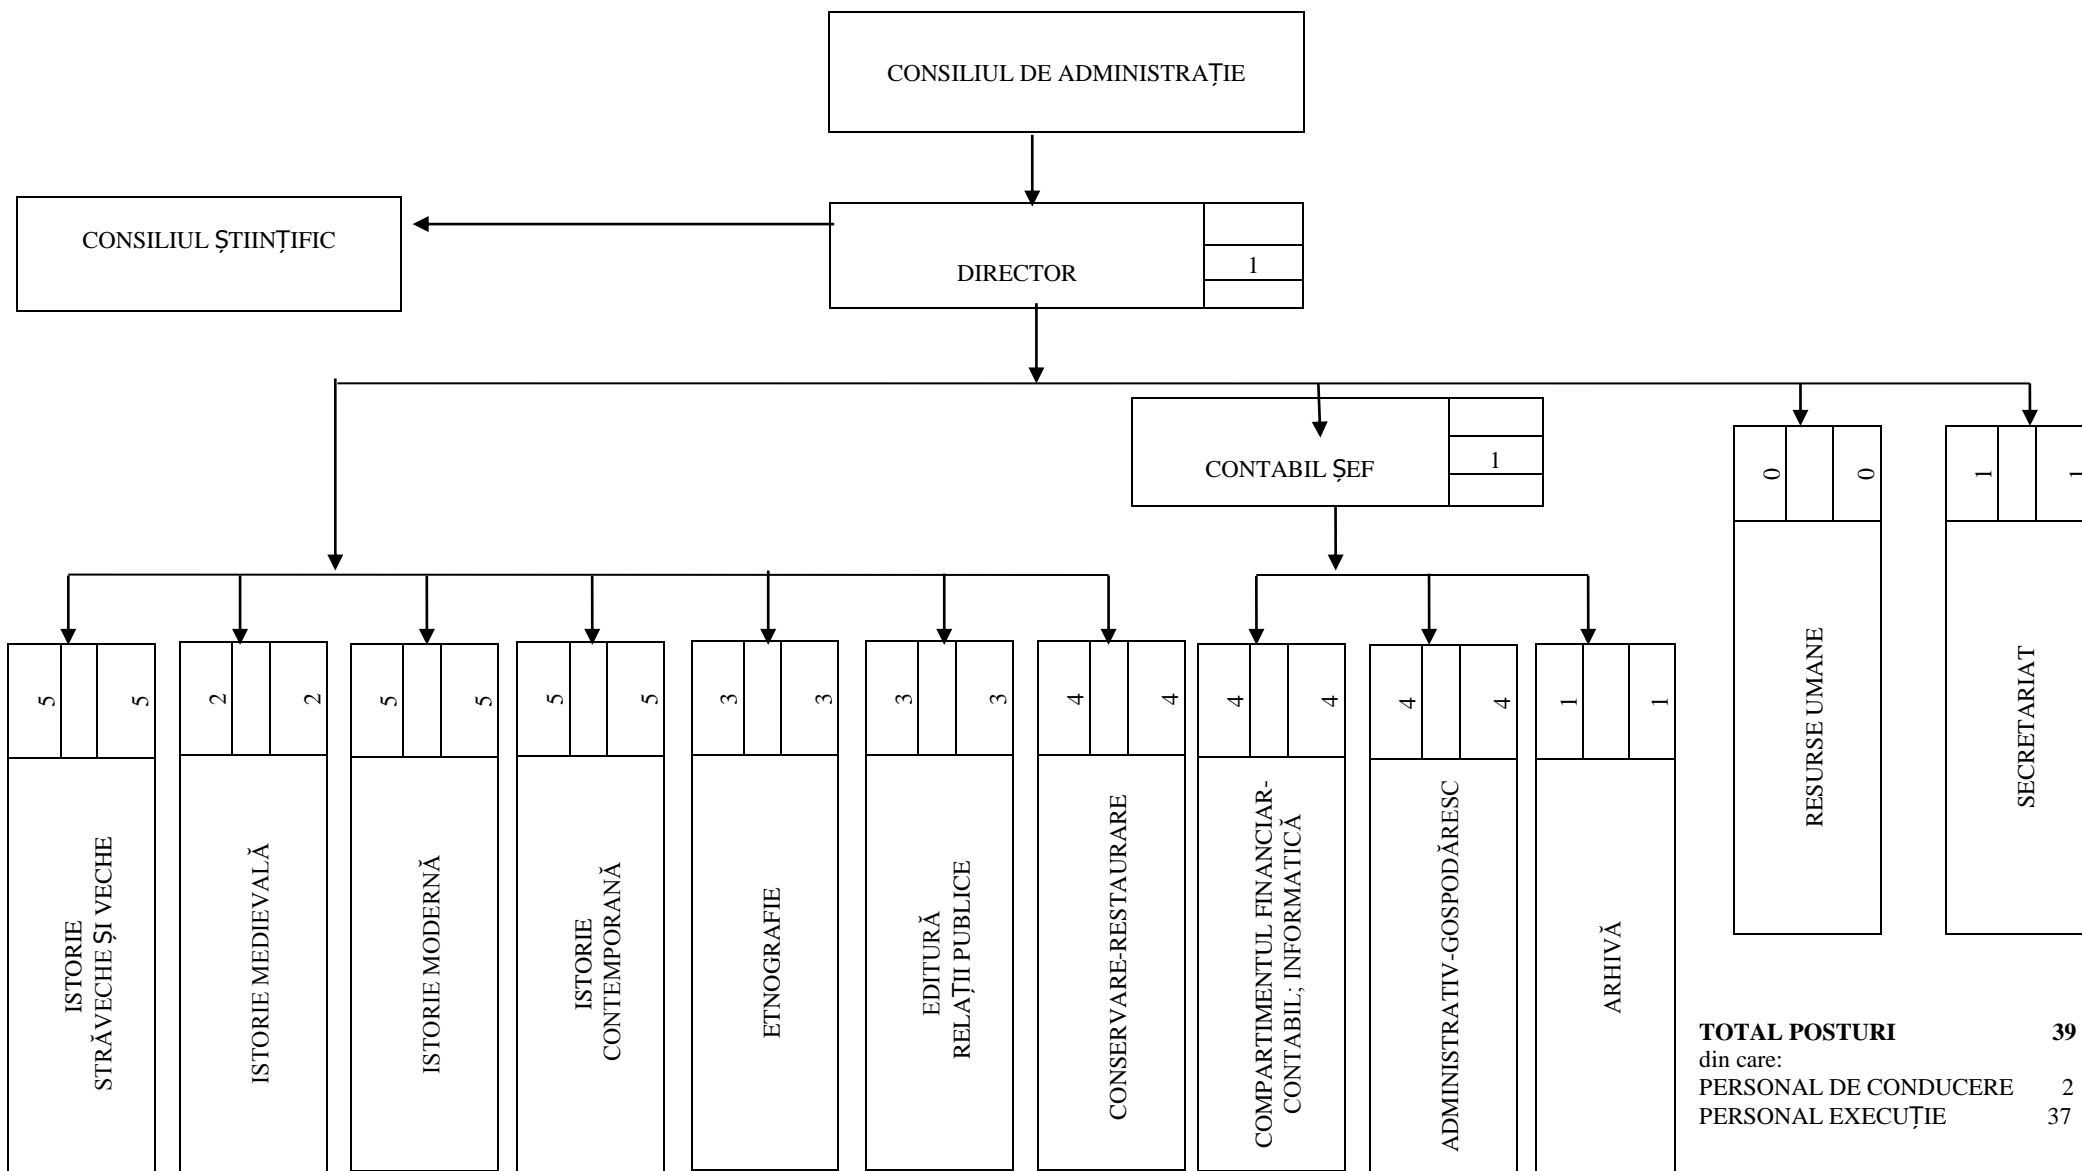 CONSILIUL DE ADMINISTRAȚIE
CONSILIUL ȘTIINȚIFIC
DIRECTOR
1
CONTABIL ȘEF
1
0 0
RESURSE UMANE
1 1
SECRETARIAT
5 5
ISTORIE
STRĂVECHE ȘI VECHE
2 2
ISTORIE MEDIEVALĂ
5 5
ISTORIE MODERNĂ
5 5
ISTORIE
CONTEMPORANĂ
3 3
ETNOGRAFIE
3 3
EDITURĂ
RELAȚII PUBLICE
4 4
CONSERVARE-RESTAURARE
4 4
COMPARTIMENTUL FINANCIAR-
CONTABIL; INFORMATICĂ
4 4
ADMINISTRATIV-GOSPODĂRESC
1 1
ARHIVĂ
TOTAL POSTURI 39
din care:
PERSONAL DE CONDUCERE 2
PERSONAL EXECUȚIE 37